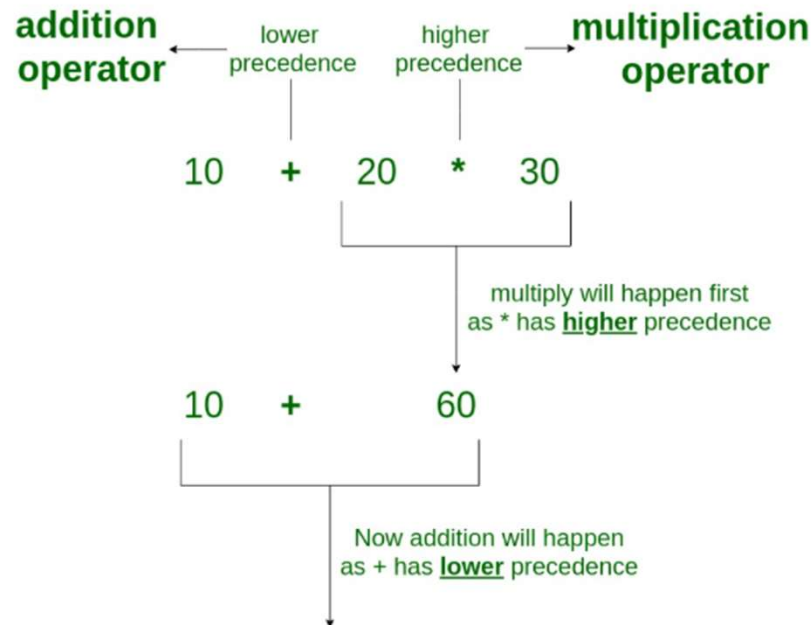 addition
operator
lower
precedence
higher
precedence
multiplication
operator
10 + 20 * 30
multiply will happen first
as * has higher precedence
10 + 60
Now addition will happen
as + has lower precedence